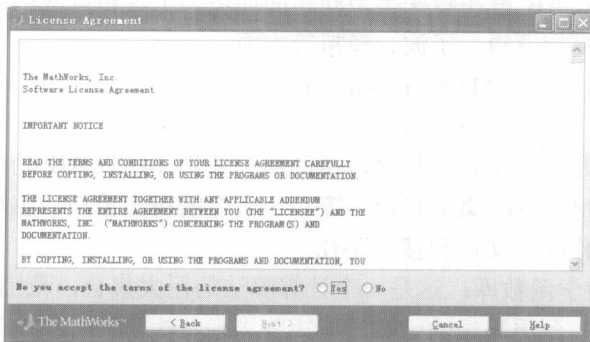 License Agreement
The MathWorks, Inc.
Software License Agreement
IMPORTANT NOTICE
READ THE TERMS AND CONDITIONS OF YOUR LICENSE AGREEMENT CAREFULLY
BEFORE COPYING, INSTALLING, OR USING THE PROGRAMS OR DOCUMENTATION.
THE LICENSE AGREEMENT TOGETHER WITH ANY APPLICABLE ADDENDUM
REPRESENTS THE ENTIRE AGREEMENT BETWEEN YOU (THE "LICENSEE") AND THE
MATHWORKS, INC. ("MATHWORKS") CONCERNING THE PROGRAM(S) AND
DOCUMENTATION.
BY COPYING, INSTALLING, OR USING THE PROGRAMS AND DOCUMENTATION, YOU
Do you accept the terms of the license agreement? Yes No
The MathWorks™ < Back Next > Cancel Help